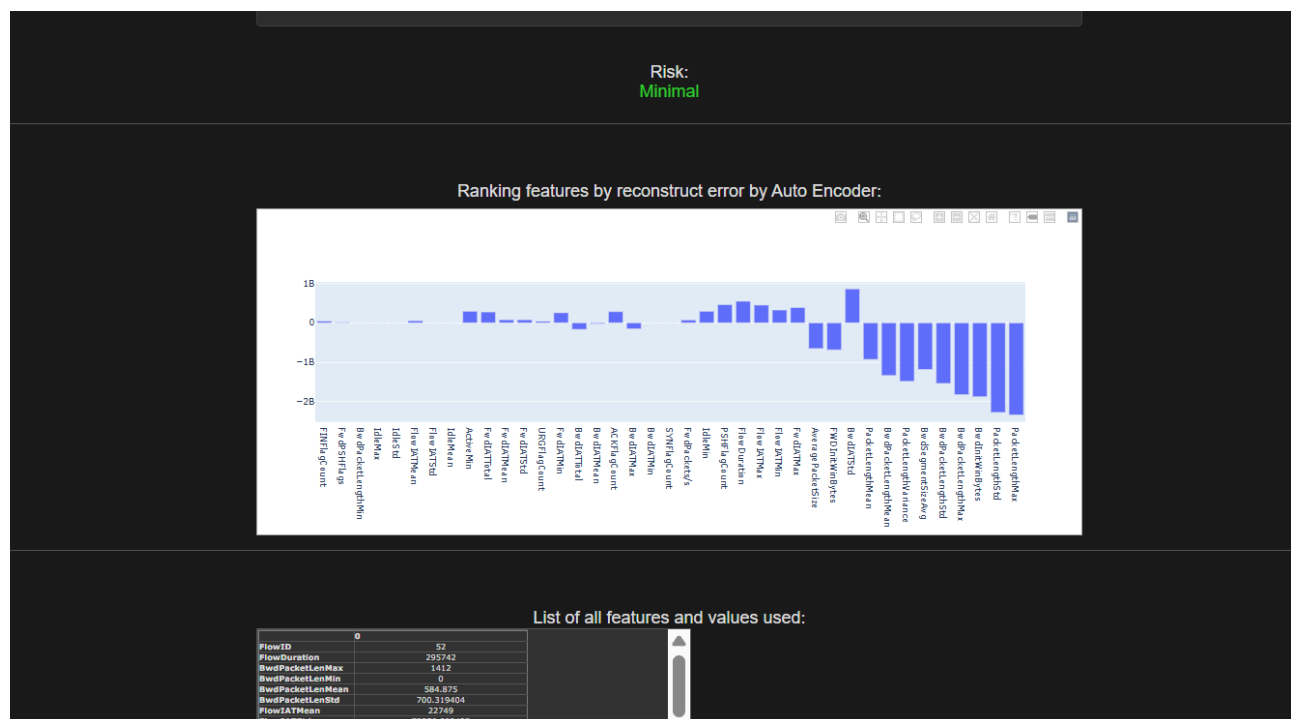 Risk:
Minimal
Ranking features by reconstruct error by Auto Encoder:
1B
0
−1B
−2B
FINFlagCount
FwdPSHFlags
BwdPacketLengthMin
IdleMax
IdleStd
FlowIATMean
FlowIATStd
IdleMean
ActiveMin
FwdIATTotal
FwdIATMean
FwdIATStd
URGFlagCount
FwdIATMin
BwdIATTotal
BwdIATMean
ACKFlagCount
BwdIATMax
BwdIATMin
SYNFlagCount
FwdPackets/s
IdleMin
PSHFlagCount
FlowDuration
FlowIATMax
FlowIATMin
FwdIATMax
AveragePacketSize
FWDInitWinBytes
BwdIATStd
PacketLengthMean
BwdPacketLengthMean
PacketLengthVariance
BwdSegmentSizeAvg
BwdPacketLengthStd
BwdPacketLengthMax
BwdInitWinBytes
PacketLengthStd
PacketLengthMax
List of all features and values used:
0
FlowID 52
FlowDuration 295742
BwdPacketLenMax 1412
BwdPacketLenMin 0
BwdPacketLenMean 584.875
BwdPacketLenStd 700.319404
FlowIATMean 22749